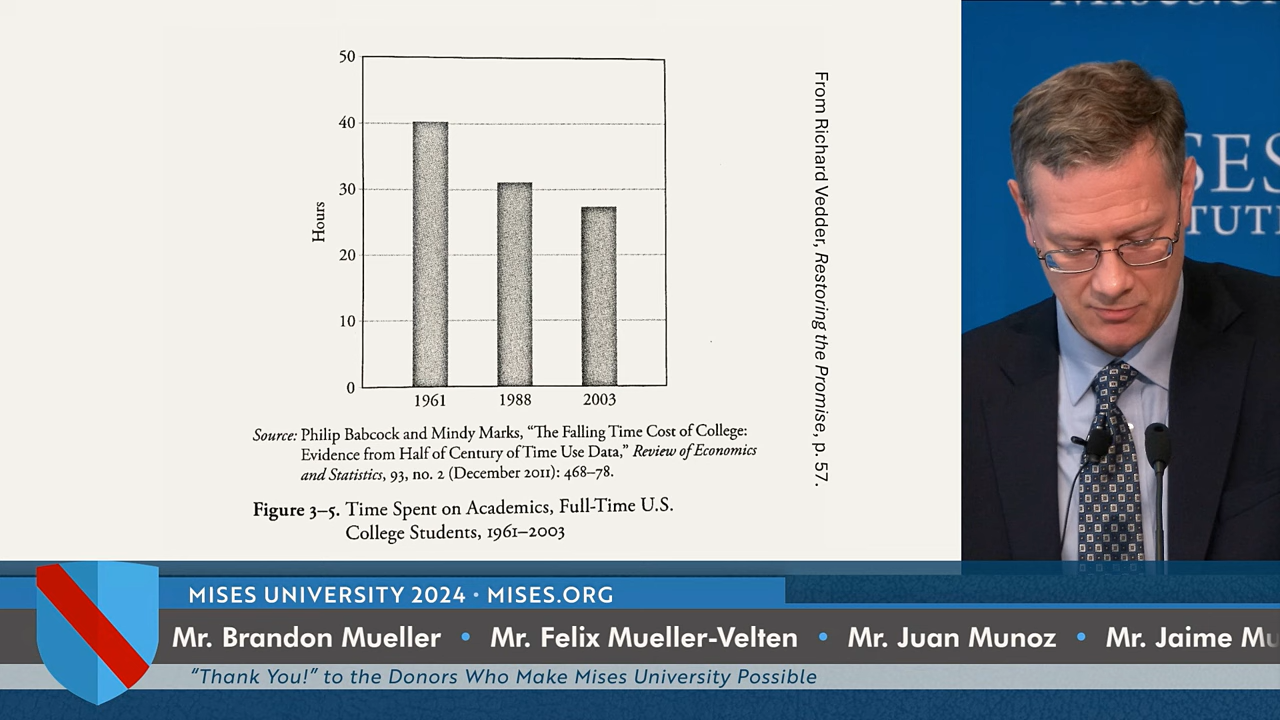 50
40
30
20
10
0
Hours
1961 1988 2003
Source: Philip Babcock and Mindy Marks, “The Falling Time Cost of College:
Evidence from Half of Century of Time Use Data,” Review of Economics
and Statistics, 93, no. 2 (December 2011): 468–78.
Figure 3–5. Time Spent on Academics, Full-Time U.S.
College Students, 1961–2003
From Richard Vedder, Restoring the Promise, p. 57.
MISES UNIVERSITY 2024 • MISES.ORG
Mr. Brandon Mueller • Mr. Felix Mueller-Velten • Mr. Juan Munoz • Mr. Jaime
“Thank You!” to the Donors Who Make Mises University Possible